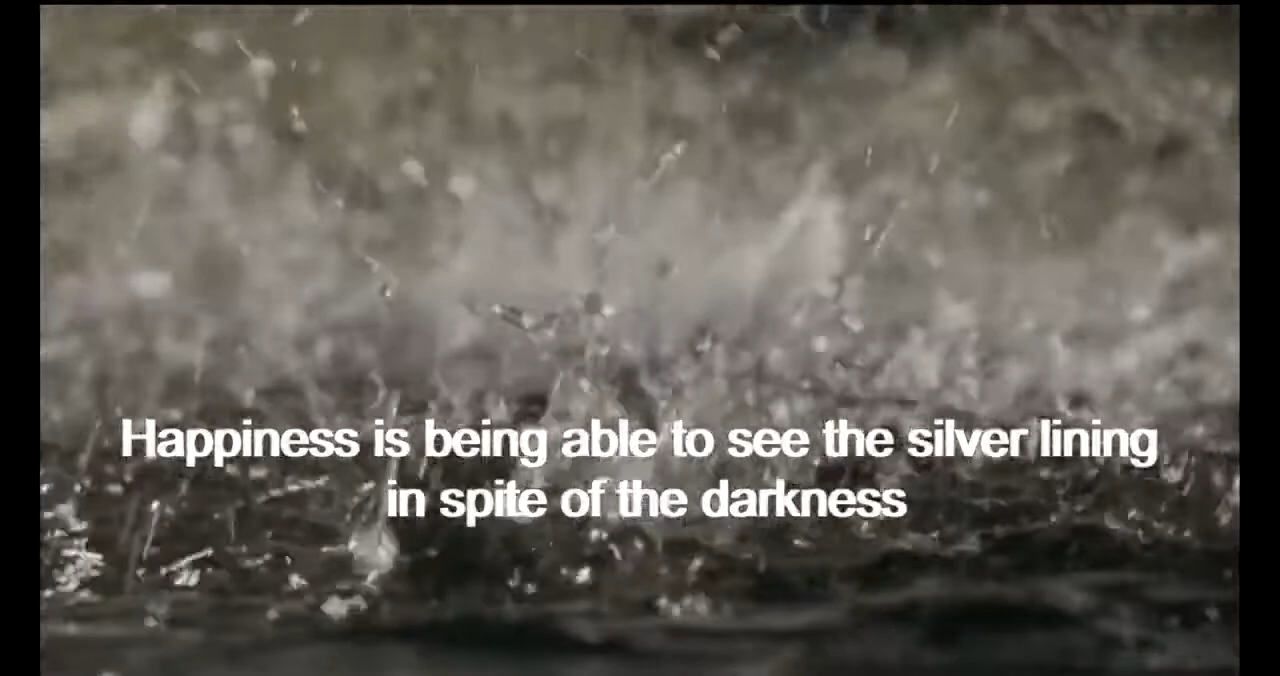 Happiness is being able to see the silver lining
in spite of the darkness